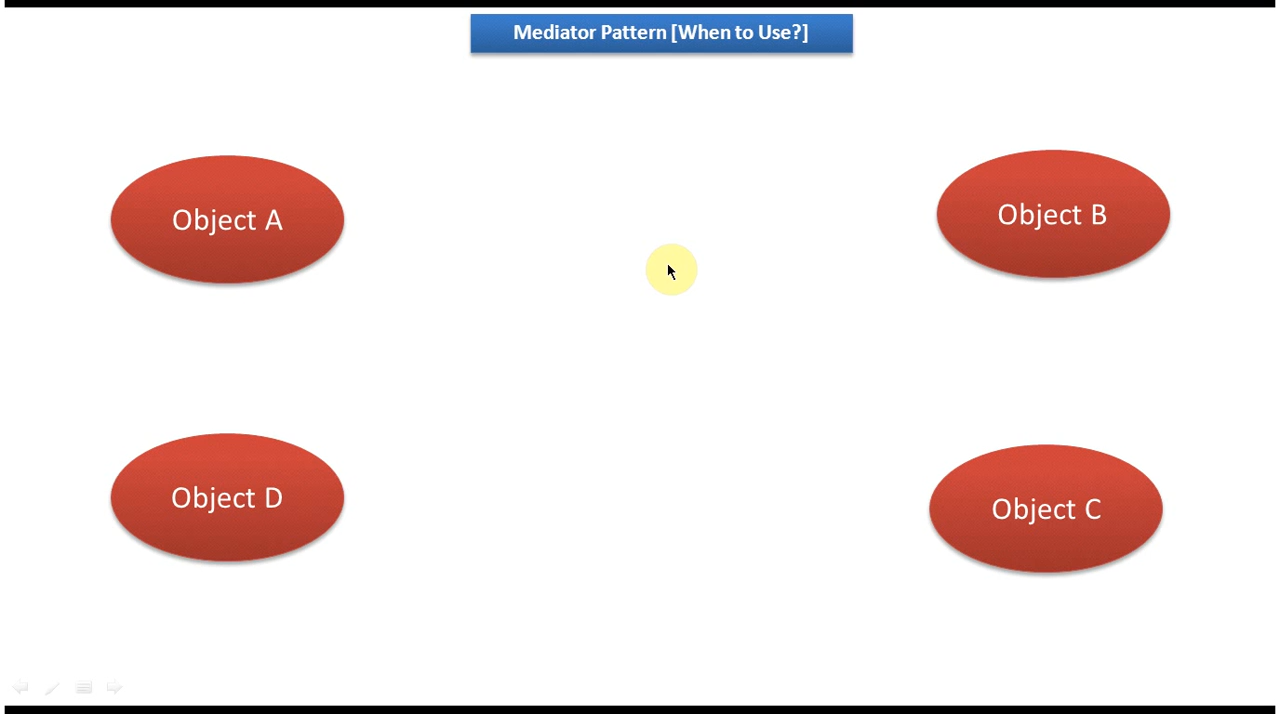 Mediator Pattern [When to Use?]
Object A
Object B
Object D
Object C